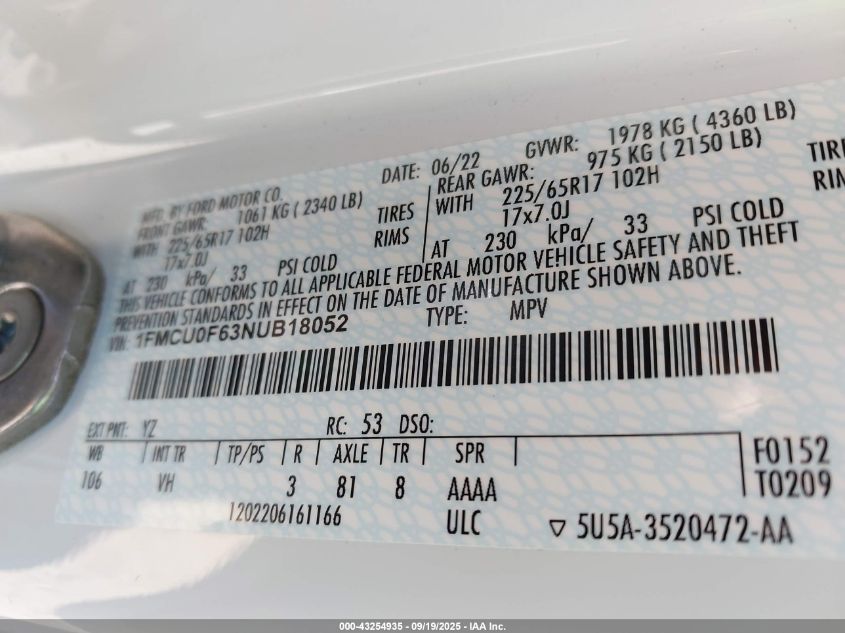 MFD. BY FORD MOTOR CO.
DATE: 06/22 GVWR: 1978 KG ( 4360 LB)
FRONT GAWR: 1061 KG ( 2340 LB)
REAR GAWR: 975 KG ( 2150 LB)
WITH 225/65R17 102H TIRES
WITH 225/65R17 102H TIRE
17x7.0J RIMS
17x7.0J RIM
AT 230 kPa/ 33 PSI COLD
AT 230 kPa/ 33 PSI COLD
THIS VEHICLE CONFORMS TO ALL APPLICABLE FEDERAL MOTOR VEHICLE SAFETY AND THEFT
PREVENTION STANDARDS IN EFFECT ON THE DATE OF MANUFACTURE SHOWN ABOVE.
VIN: 1FMCU0F63NUB18052 TYPE: MPV
EXT PNT: YZ RC: 53 DSO:
WB | INT TR | TP/PS | R | AXLE | TR | SPR |
F0152
106 VH 3 81 8 AAAA
T0209
1202206161166 ULC ▽ 5U5A-3520472-AA
000-43254935 - 09/19/2025 - IAA Inc.